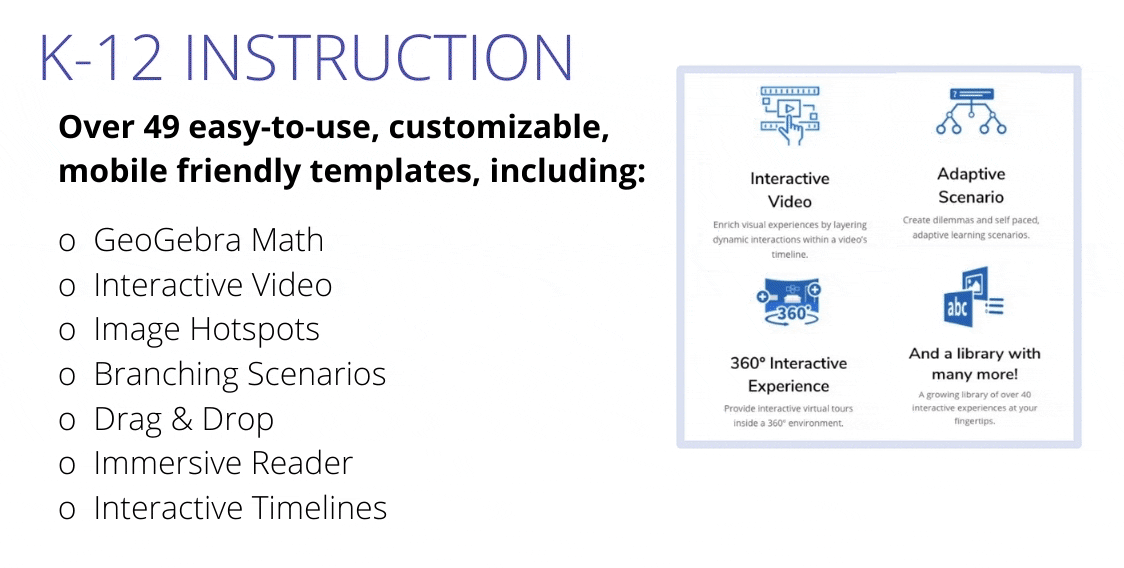 K-12 INSTRUCTION
Over 49 easy-to-use, customizable,
mobile friendly templates, including:
o GeoGebra Math
o Interactive Video
o Image Hotspots
o Branching Scenarios
o Drag & Drop
o Immersive Reader
o Interactive Timelines
Interactive
Video
Enrich visual experiences by layering
dynamic interactions within a video's
timeline.
?
Adaptive
Scenario
Create dilemmas and self paced,
adaptive learning scenarios.
360°
360° Interactive
Experience
Provide interactive virtual tours
inside a 360° environment.
abc
And a library with
many more!
A growing library of over 40
interactive experiences at your
fingertips.